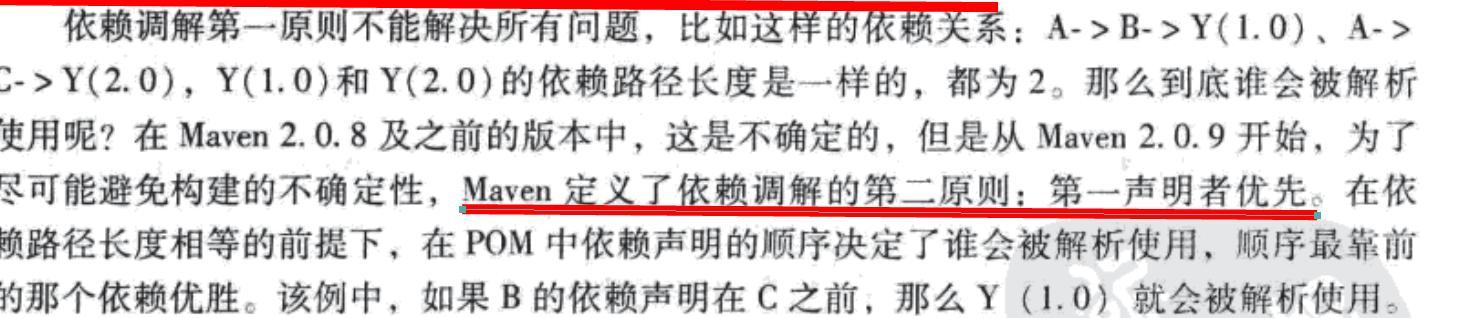 依赖调解第一原则不能解决所有问题，比如这样的依赖关系：A->B->Y(1.0)、A->
C->Y(2.0)，Y(1.0)和Y(2.0)的依赖路径长度是一样的，都为2。那么到底谁会被解析
使用呢？在Maven 2.0.8及之前的版本中，这是不确定的，但是从Maven 2.0.9开始，为了
尽可能避免构建的不确定性，Maven定义了依赖调解的第二原则：第一声明者优先。在依
赖路径长度相等的前提下，在POM中依赖声明的顺序决定了谁会被解析使用，顺序最靠前
的那个依赖优胜。该例中，如果B的依赖声明在C之前，那么Y（1.0）就会被解析使用。